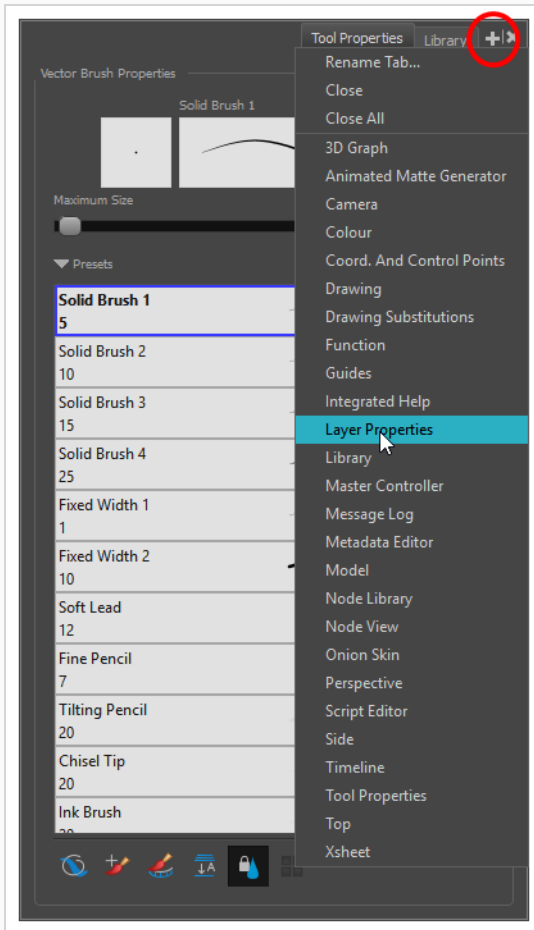 Tool Properties
Library
Vector Brush Properties
Solid Brush 1
Maximum Size
Presets
Solid Brush 1
5
Solid Brush 2
10
Solid Brush 3
15
Solid Brush 4
25
Fixed Width 1
1
Fixed Width 2
10
Soft Lead
12
Fine Pencil
7
Tilting Pencil
20
Chisel Tip
20
Ink Brush
Rename Tab...
Close
Close All
3D Graph
Animated Matte Generator
Camera
Colour
Coord. And Control Points
Drawing
Drawing Substitutions
Function
Guides
Integrated Help
Layer Properties
Library
Master Controller
Message Log
Metadata Editor
Model
Node Library
Node View
Onion Skin
Perspective
Script Editor
Side
Timeline
Tool Properties
Top
Xsheet